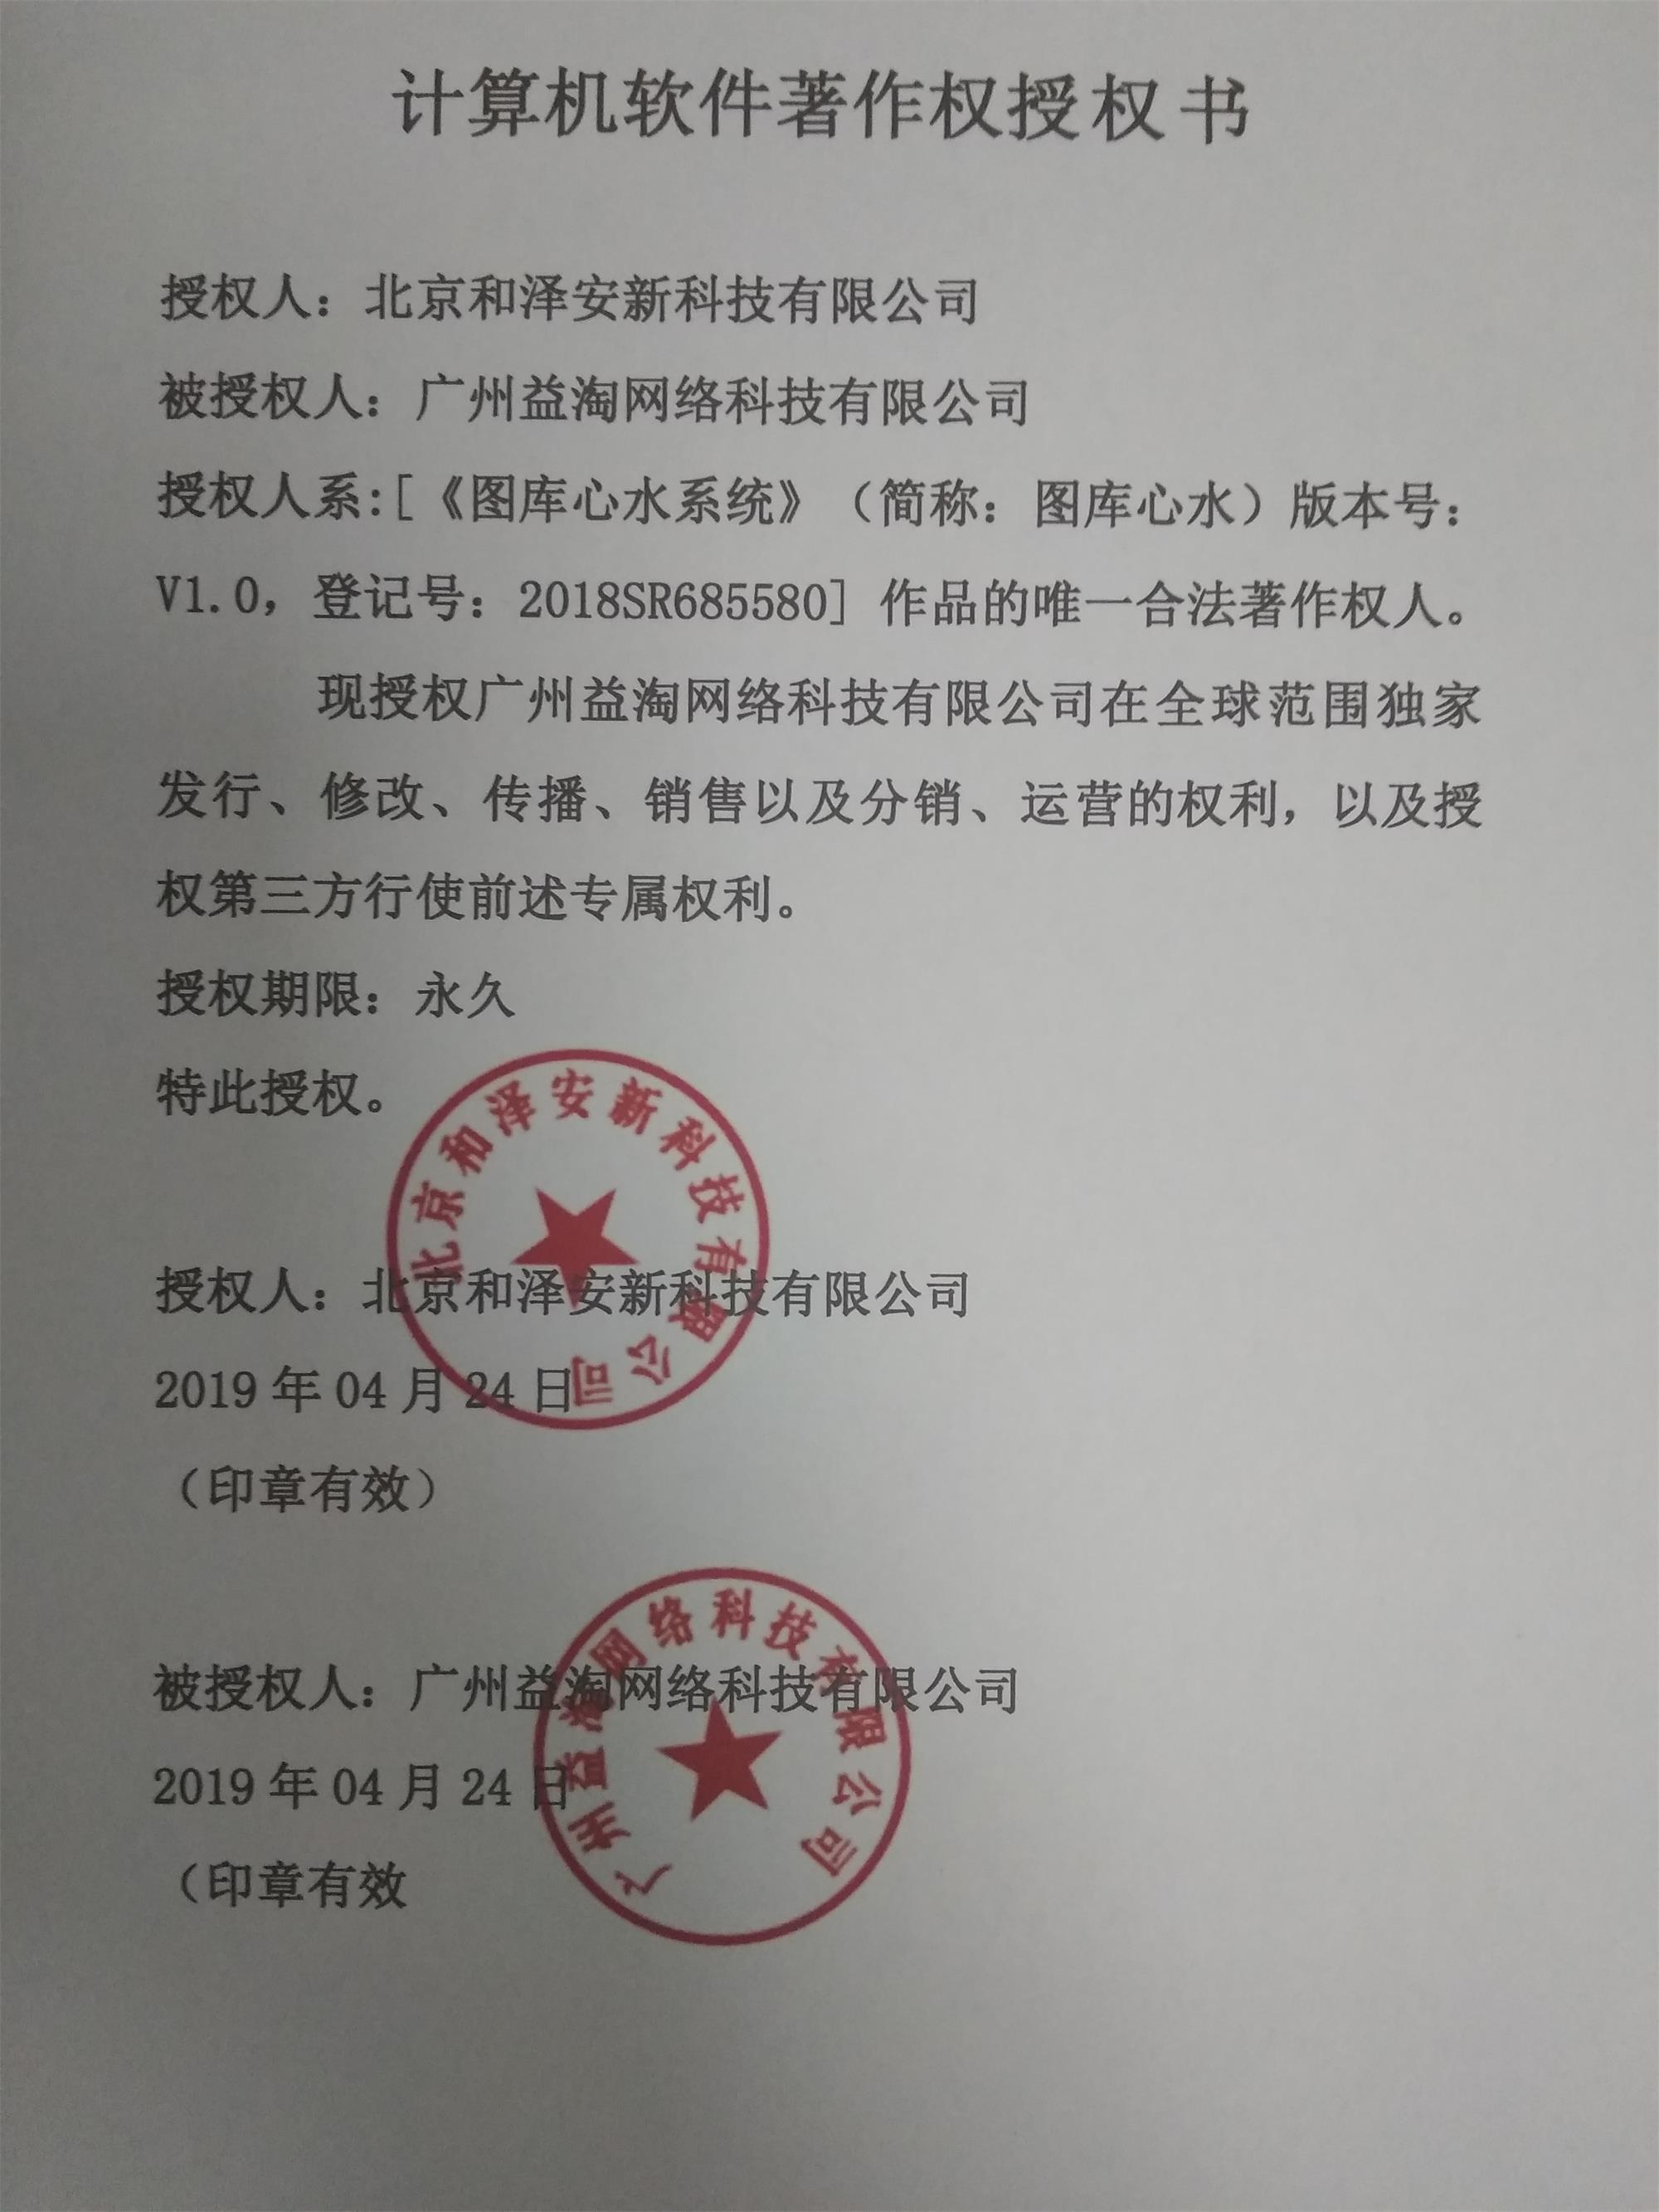 计算机软件著作权授权书
授权人：北京和泽安新科技有限公司
被授权人：广州益淘网络科技有限公司
授权人系:[《图库心水系统》（简称：图库心水）版本号：
V1.0，登记号：2018SR685580] 作品的唯一合法著作权人。
现授权广州益淘网络科技有限公司在全球范围独家
发行、修改、传播、销售以及分销、运营的权利，以及授
权第三方行使前述专属权利。
授权期限：永久
特此授权。
北京和泽安新科技有限公司
授权人：北京和泽安新科技有限公司
2019 年 04 月 24 日
（印章有效）
广州益淘网络科技有限公司
被授权人：广州益淘网络科技有限公司
2019 年 04 月 24 日
（印章有效